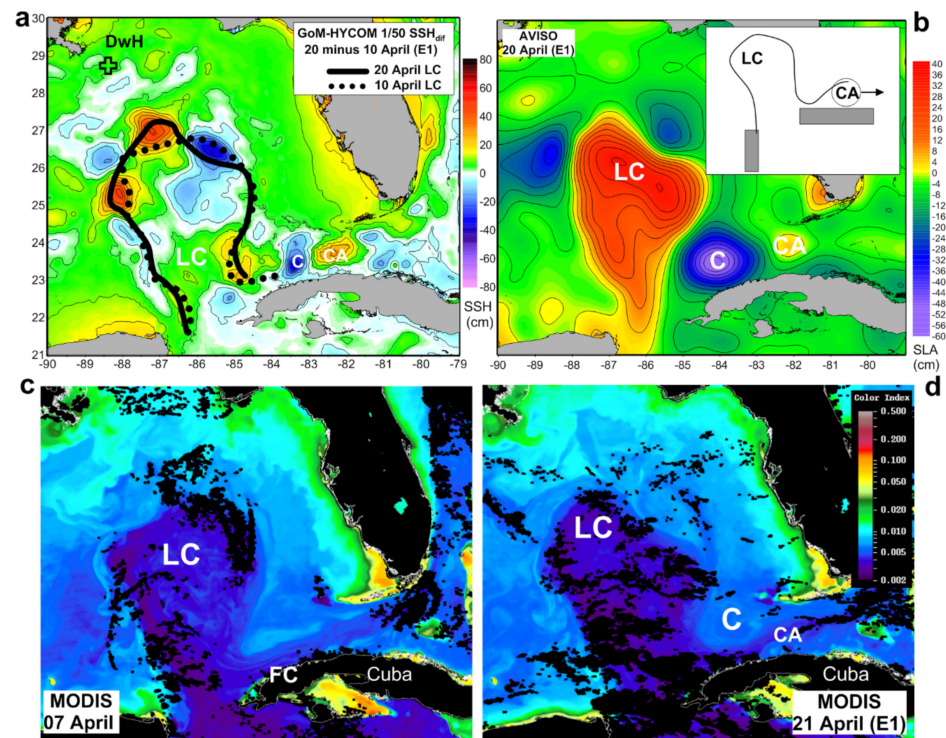 a
GoM-HYCOM 1/50 SSHdif
20 minus 10 April (E1)
20 April LC
10 April LC
DwH
LC
C
CA
30
29
28
27
26
25
24
23
22
21
-90 -89 -88 -87 -86 -85 -84 -83 -82 -81 -80 -79
80
60
40
20
0
-20
-40
-60
-80
SSH
(cm)
b
AVISO
20 April (E1)
LC
CA
LC
C
CA
-90 -89 -88 -87 -86 -85 -84 -83 -82 -81 -80
40
36
32
28
24
20
16
12
8
4
0
-4
-8
-12
-16
-20
-24
-28
-32
-36
-40
-44
-48
-52
-56
-60
SLA
(cm)
c
LC
FC
Cuba
MODIS
07 April
d
Color Index
0.500
0.200
0.100
0.050
0.020
0.010
0.005
0.002
LC
C
CA
Cuba
MODIS
21 April (E1)